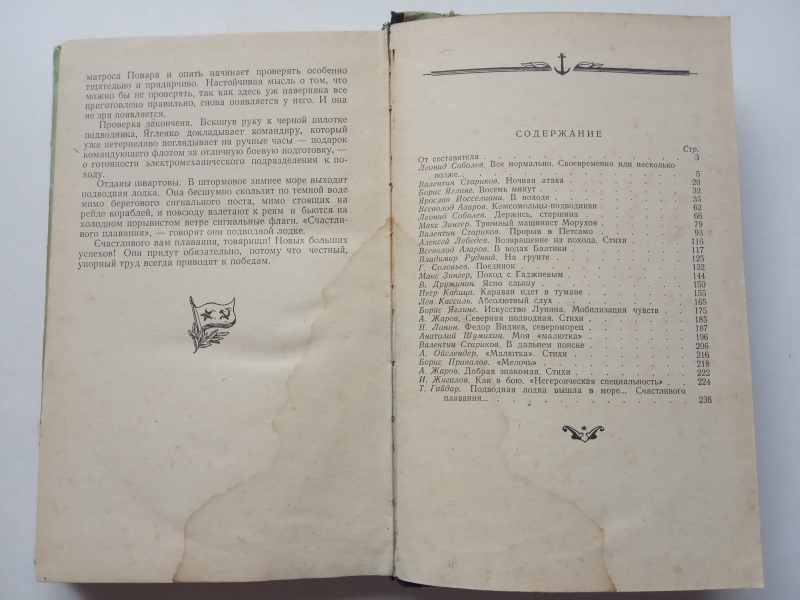 матроса Повара и опять начинает проверять особенно
тщательно и придирчиво. Настойчивая мысль о том, что
можно бы не проверять, так как здесь уж наверняка все
приготовлено правильно, снова появляется у него. И она не
зря появляется.
Проверка закончена. Вскинув руку к черной пилотке
подводника, Ягленко докладывает командиру, который
уже нетерпеливо поглядывает на ручные часы — подарок
командующего флотом за отличную боевую подготовку, —
о готовности электромеханического подразделения к по-
ходу.
Отданы швартовы. В штормовое зимнее море выходит
подводная лодка. Она бесшумно скользит по темной воде
мимо берегового сигнального поста, мимо стоящих на
рейде кораблей, и повсюду взлетают к реям и бьются на
холодном порывистом ветре сигнальные флаги. «Счастли-
вого плавания», — говорят они подводной лодке.
Счастливого вам плавания, товарищи! Новых больших
успехов! Они придут обязательно, потому что честный,
упорный труд всегда приводит к победам.
СОДЕРЖАНИЕ
Стр.
От составителя . . . 3
Леонид Соболев. Все нормально. Своевременно или несколько
позже... . . . 5
Валентин Стариков. Ночная атака . . . 20
Борис Яглинг. Восемь минут . . . 32
Ярослав Иосселиани. В походе . . . 35
Всеволод Азаров. Комсомольцы-подводники . . . 62
Леонид Соболев. Держись, старшина . . . 66
Макс Зингер. Трюмный машинист Морухов . . . 79
Валентин Стариков. Прорыв в Петсамо . . . 93
Алексей Лебедев. Возвращение из похода. Стихи . . . 116
Всеволод Азаров. В водах Балтики . . . 117
Владимир Рудный. На грунте . . . 125
Г. Соловьев. Поединок . . . 132
Макс Зингер. Поход с Гаджиевым . . . 144
В. Дружинин. Ясно слышу . . . 150
Петр Капица. Караван идет в тумане . . . 155
Лев Кассиль. Абсолютный слух . . . 165
Борис Яглинг. Искусство Лунина. Мобилизация чувств . . . 175
А. Жаров. Северная подводная. Стихи . . . 185
Н. Ланин. Федор Видяев, североморец . . . 187
Анатолий Шумихин. Моя «малютка» . . . 196
Валентин Стариков. В дальнем поиске . . . 206
А. Ойслендер. «Малютка». Стихи . . . 216
Борис Привалов. «Мелочь» . . . 218
А. Жаров. Добрая знакомая. Стихи . . . 222
И. Жигалов. Как в бою. «Негероическая специальность» . . . 224
Т. Гайдар. Подводная лодка вышла в море... Счастливого
плавания... . . . 236